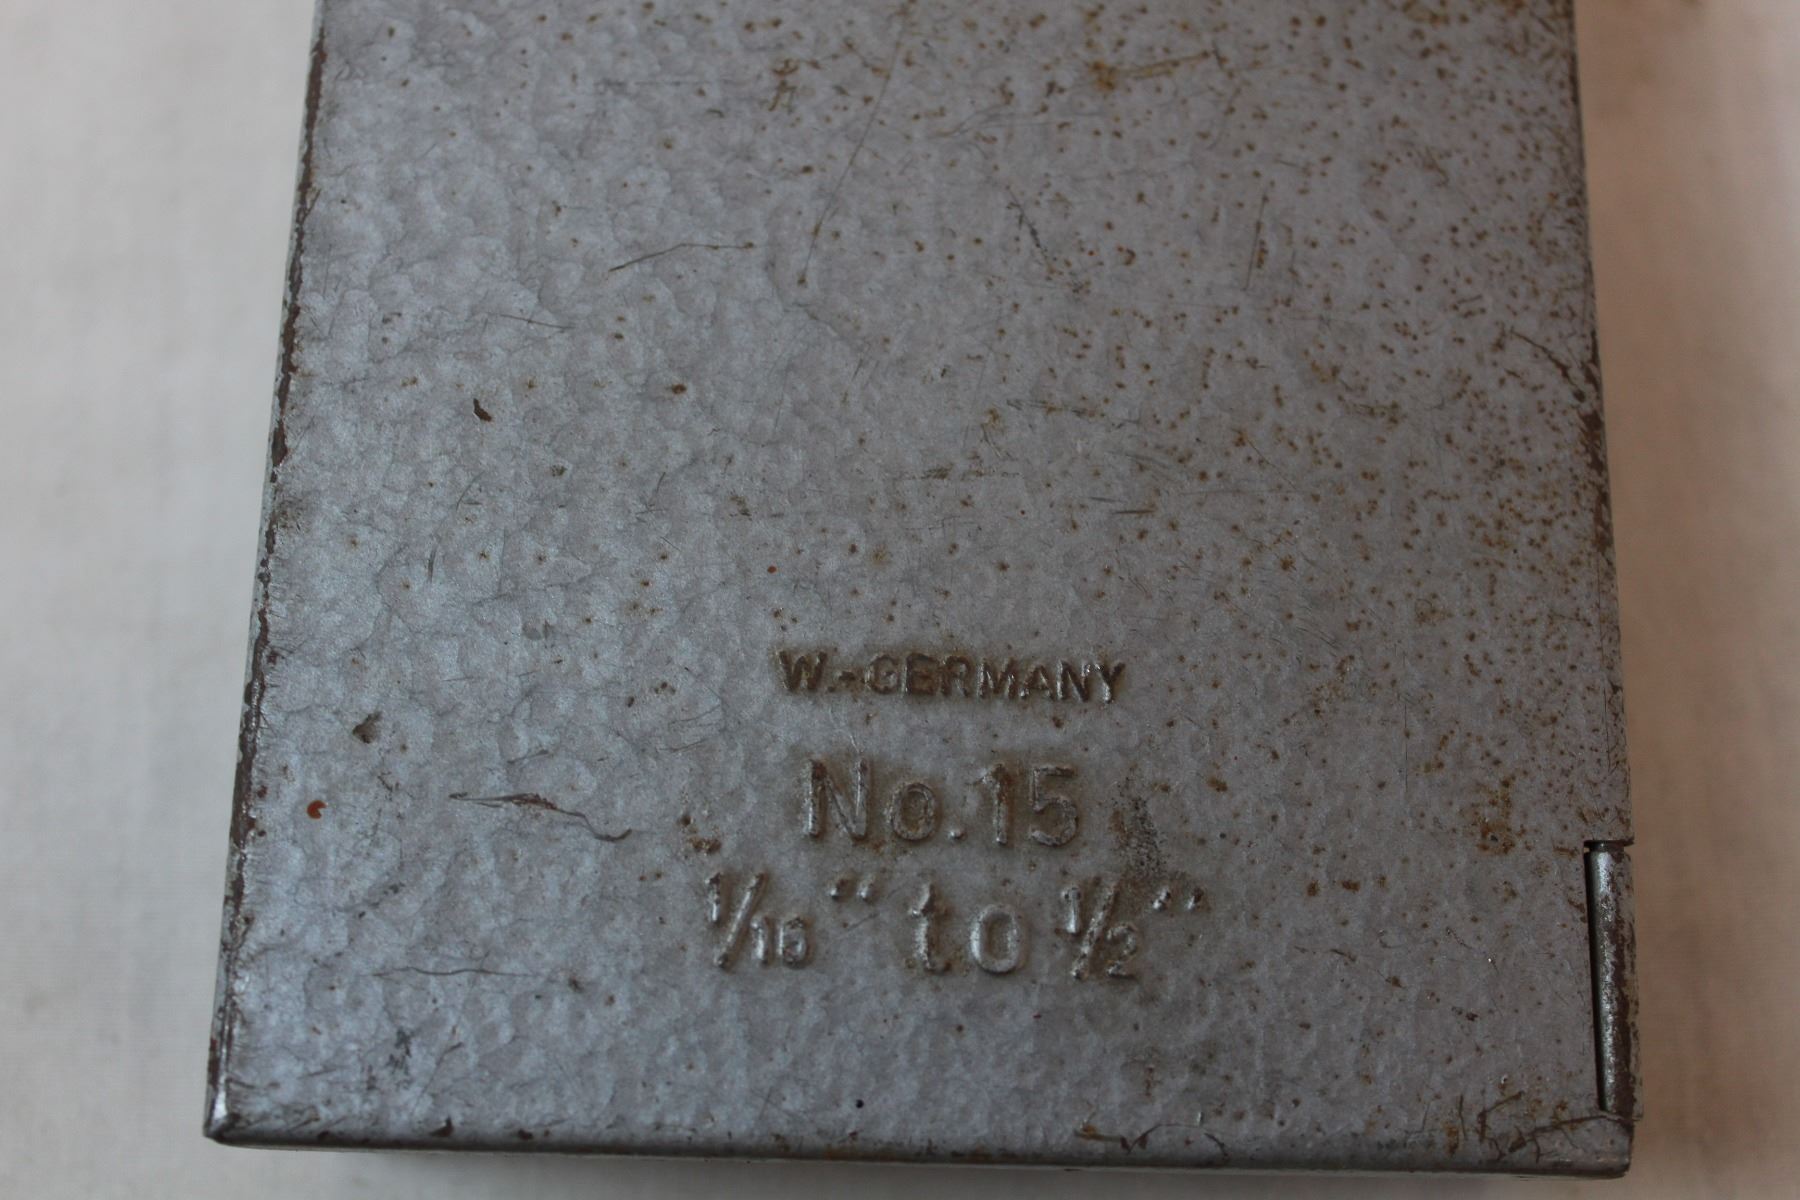 W.-GERMANY
No.15
1/16" to 1/2"